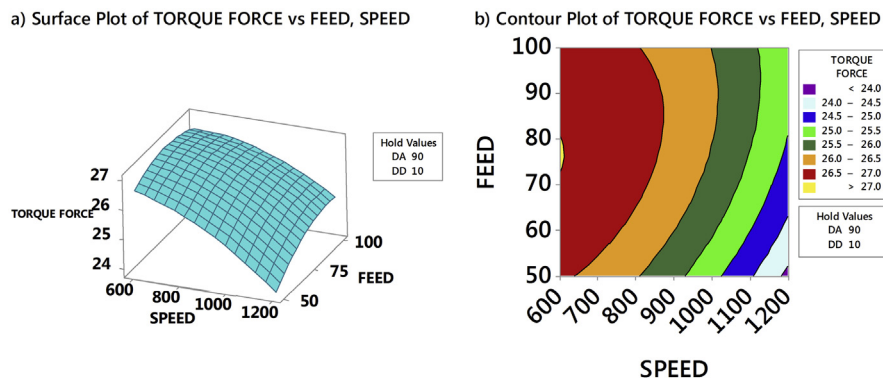 a) Surface Plot of TORQUE FORCE vs FEED, SPEED
27
26
25
24
TORQUE FORCE
600
800
1000
1200
SPEED
50
75
100
FEED
Hold Values
DA 90
DD 10
b) Contour Plot of TORQUE FORCE vs FEED, SPEED
100
90
80
70
60
50
FEED
600
700
800
900
1000
1100
1200
SPEED
TORQUE
FORCE
< 24.0
24.0 – 24.5
24.5 – 25.0
25.0 – 25.5
25.5 – 26.0
26.0 – 26.5
26.5 – 27.0
> 27.0
Hold Values
DA 90
DD 10